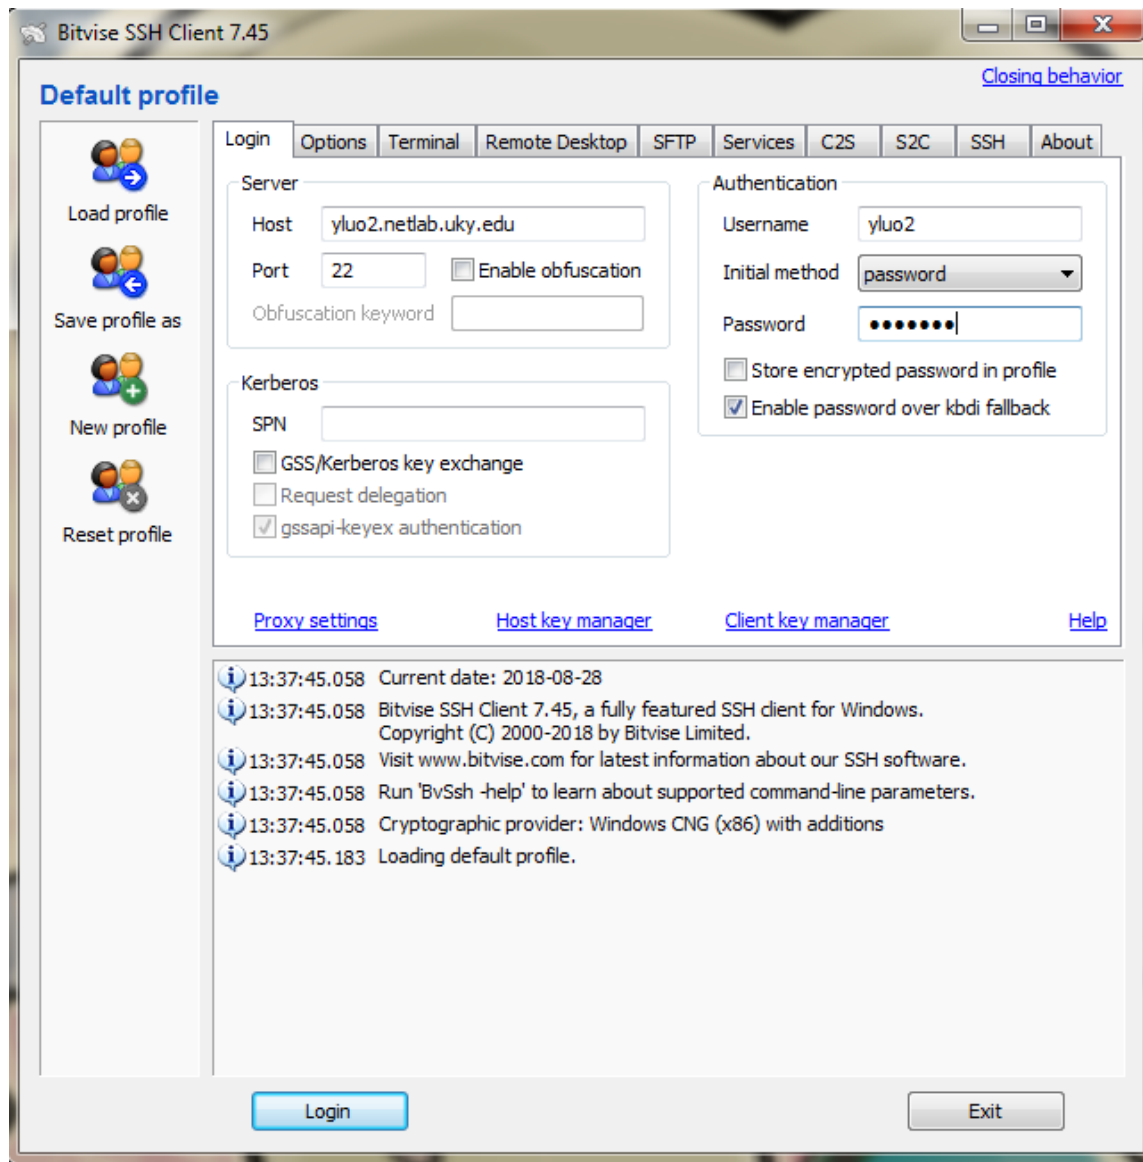 Bitvise SSH Client 7.45
Closing behavior
Default profile
Load profile
Save profile as
New profile
Reset profile
Login Options Terminal Remote Desktop SFTP Services C2S S2C SSH About
Server
Host yluo2.netlab.uky.edu
Port 22 Enable obfuscation
Obfuscation keyword
Kerberos
SPN
GSS/Kerberos key exchange
Request delegation
gssapi-keyex authentication
Authentication
Username yluo2
Initial method password
Password •••••••
Store encrypted password in profile
Enable password over kbdi fallback
Proxy settings Host key manager Client key manager Help
13:37:45.058 Current date: 2018-08-28
13:37:45.058 Bitvise SSH Client 7.45, a fully featured SSH client for Windows.
Copyright (C) 2000-2018 by Bitvise Limited.
13:37:45.058 Visit www.bitvise.com for latest information about our SSH software.
13:37:45.058 Run 'BvSsh -help' to learn about supported command-line parameters.
13:37:45.058 Cryptographic provider: Windows CNG (x86) with additions
13:37:45.183 Loading default profile.
Login Exit